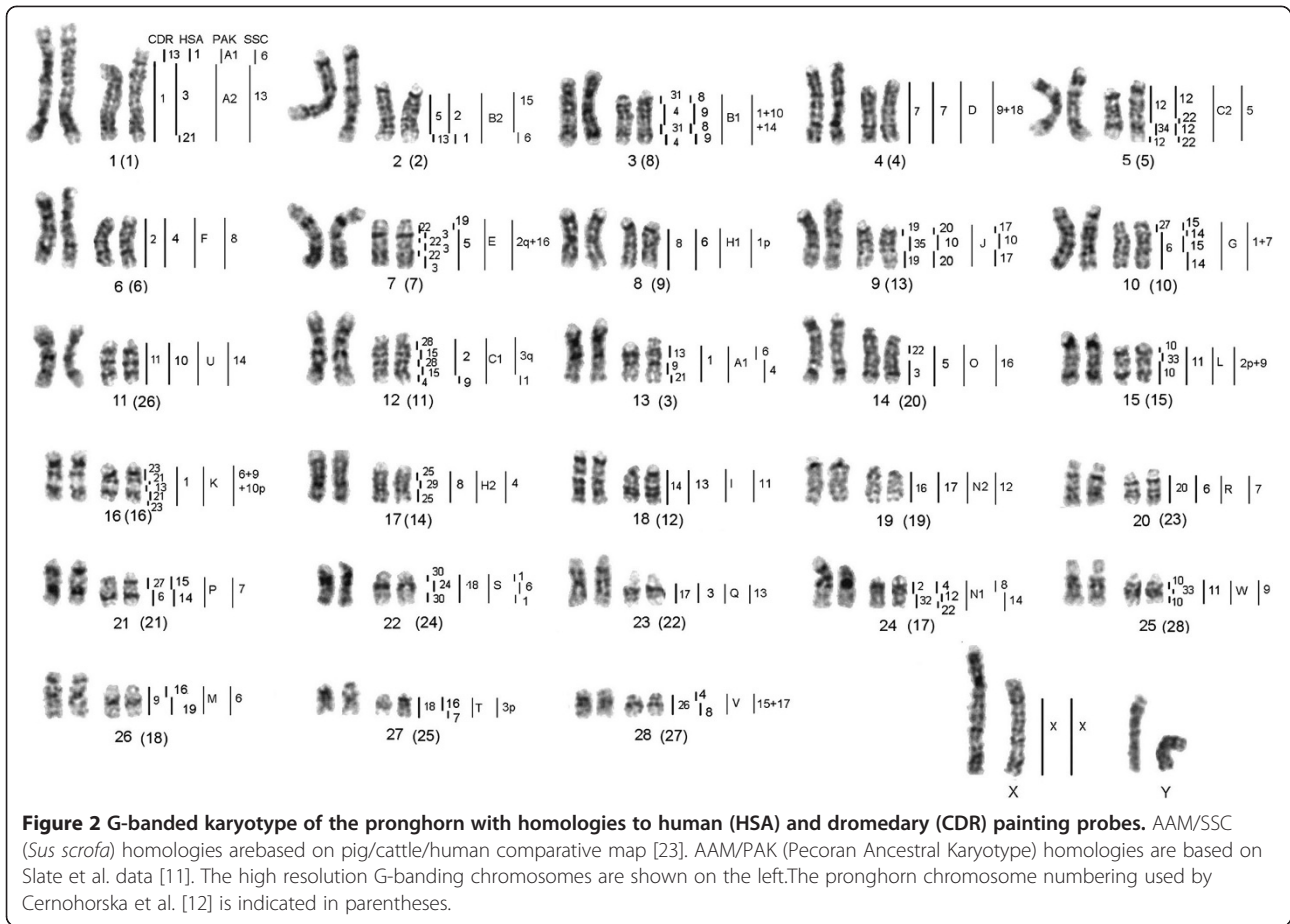 CDR HSA PAK SSC
13 1 A1 6
1 3 A2 13
21
1 (1)
5 2 B2 15
13 1 6
2 (2)
31 8
4 9
31 8 B1 1+10
4 9 +14
3 (8)
7 7 D 9+18
4 (4)
12 12
22 C2 5
34 12
12 22
5 (5)
2 4 F 8
6 (6)
22 19
22 3 5 E 2q+16
22 3
3
7 (7)
8 6 H1 1p
8 (9)
19 20 17
35 10 J 10
19 20 17
9 (13)
27 15
14
6 15 G 1+7
14
10 (10)
11 10 U 14
11 (26)
28
15 2 C1 3q
28
15
4 9 1
12 (11)
13 6
9 1 A1
21 4
13 (3)
22 5 O 16
3
14 (20)
10
33 11 L 2p+9
10
15 (15)
23
21 6+9
13 1 K +10p
21
23
16 (16)
25
29 8 H2 4
25
17 (14)
14 13 I 11
18 (12)
16 17 N2 12
19 (19)
20 6 R 7
20 (23)
27 15 P 7
6 14
21 (21)
30 1
24 18 S 6
30 1
22 (24)
17 3 Q 13
23 (22)
2 4 8
32 12 N1 14
22
24 (17)
10 33 11 W 9
10
25 (28)
9 16 M 6
19
26 (18)
18 16 T 3p
7
27 (25)
26 4 V 15+17
8
28 (27)
X X
X Y
Figure 2 G-banded karyotype of the pronghorn with homologies to human (HSA) and dromedary (CDR) painting probes. AAM/SSC
(Sus scrofa) homologies arebased on pig/cattle/human comparative map [23]. AAM/PAK (Pecoran Ancestral Karyotype) homologies are based on
Slate et al. data [11]. The high resolution G-banding chromosomes are shown on the left.The pronghorn chromosome numbering used by
Cernohorska et al. [12] is indicated in parentheses.